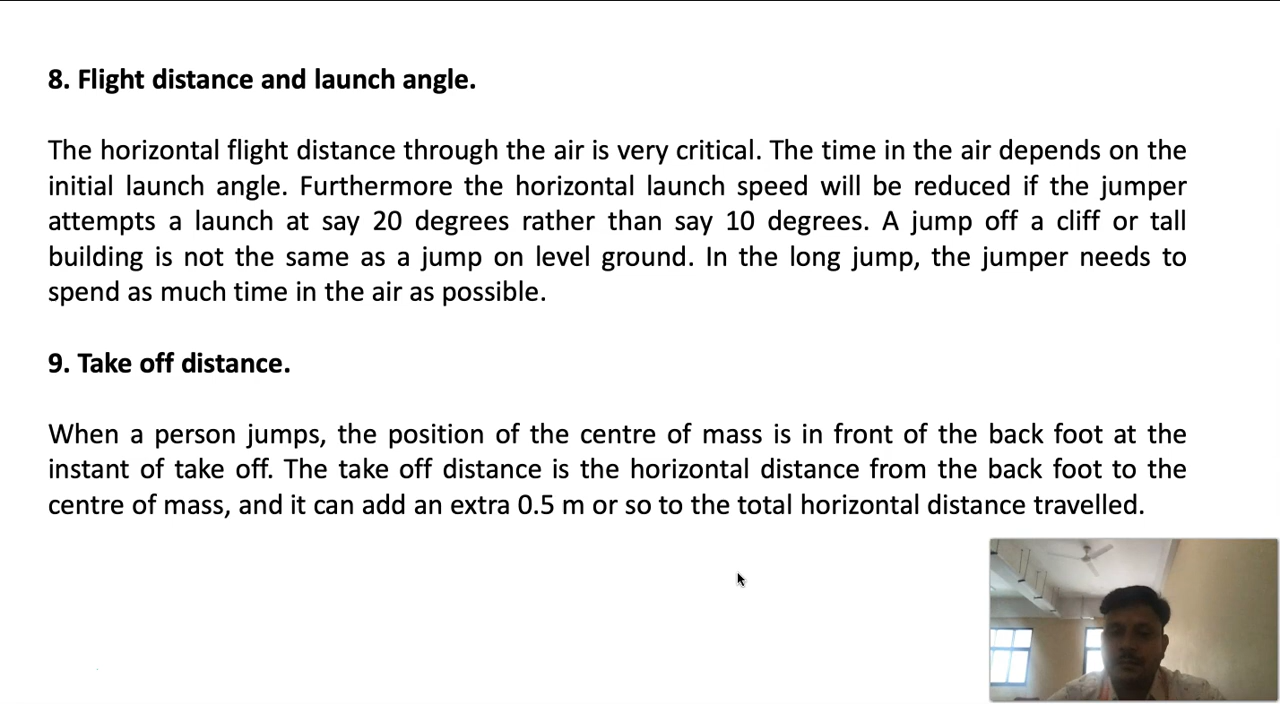 8. Flight distance and launch angle.
The horizontal flight distance through the air is very critical. The time in the air depends on the
initial launch angle. Furthermore the horizontal launch speed will be reduced if the jumper
attempts a launch at say 20 degrees rather than say 10 degrees. A jump off a cliff or tall
building is not the same as a jump on level ground. In the long jump, the jumper needs to
spend as much time in the air as possible.
9. Take off distance.
When a person jumps, the position of the centre of mass is in front of the back foot at the
instant of take off. The take off distance is the horizontal distance from the back foot to the
centre of mass, and it can add an extra 0.5 m or so to the total horizontal distance travelled.